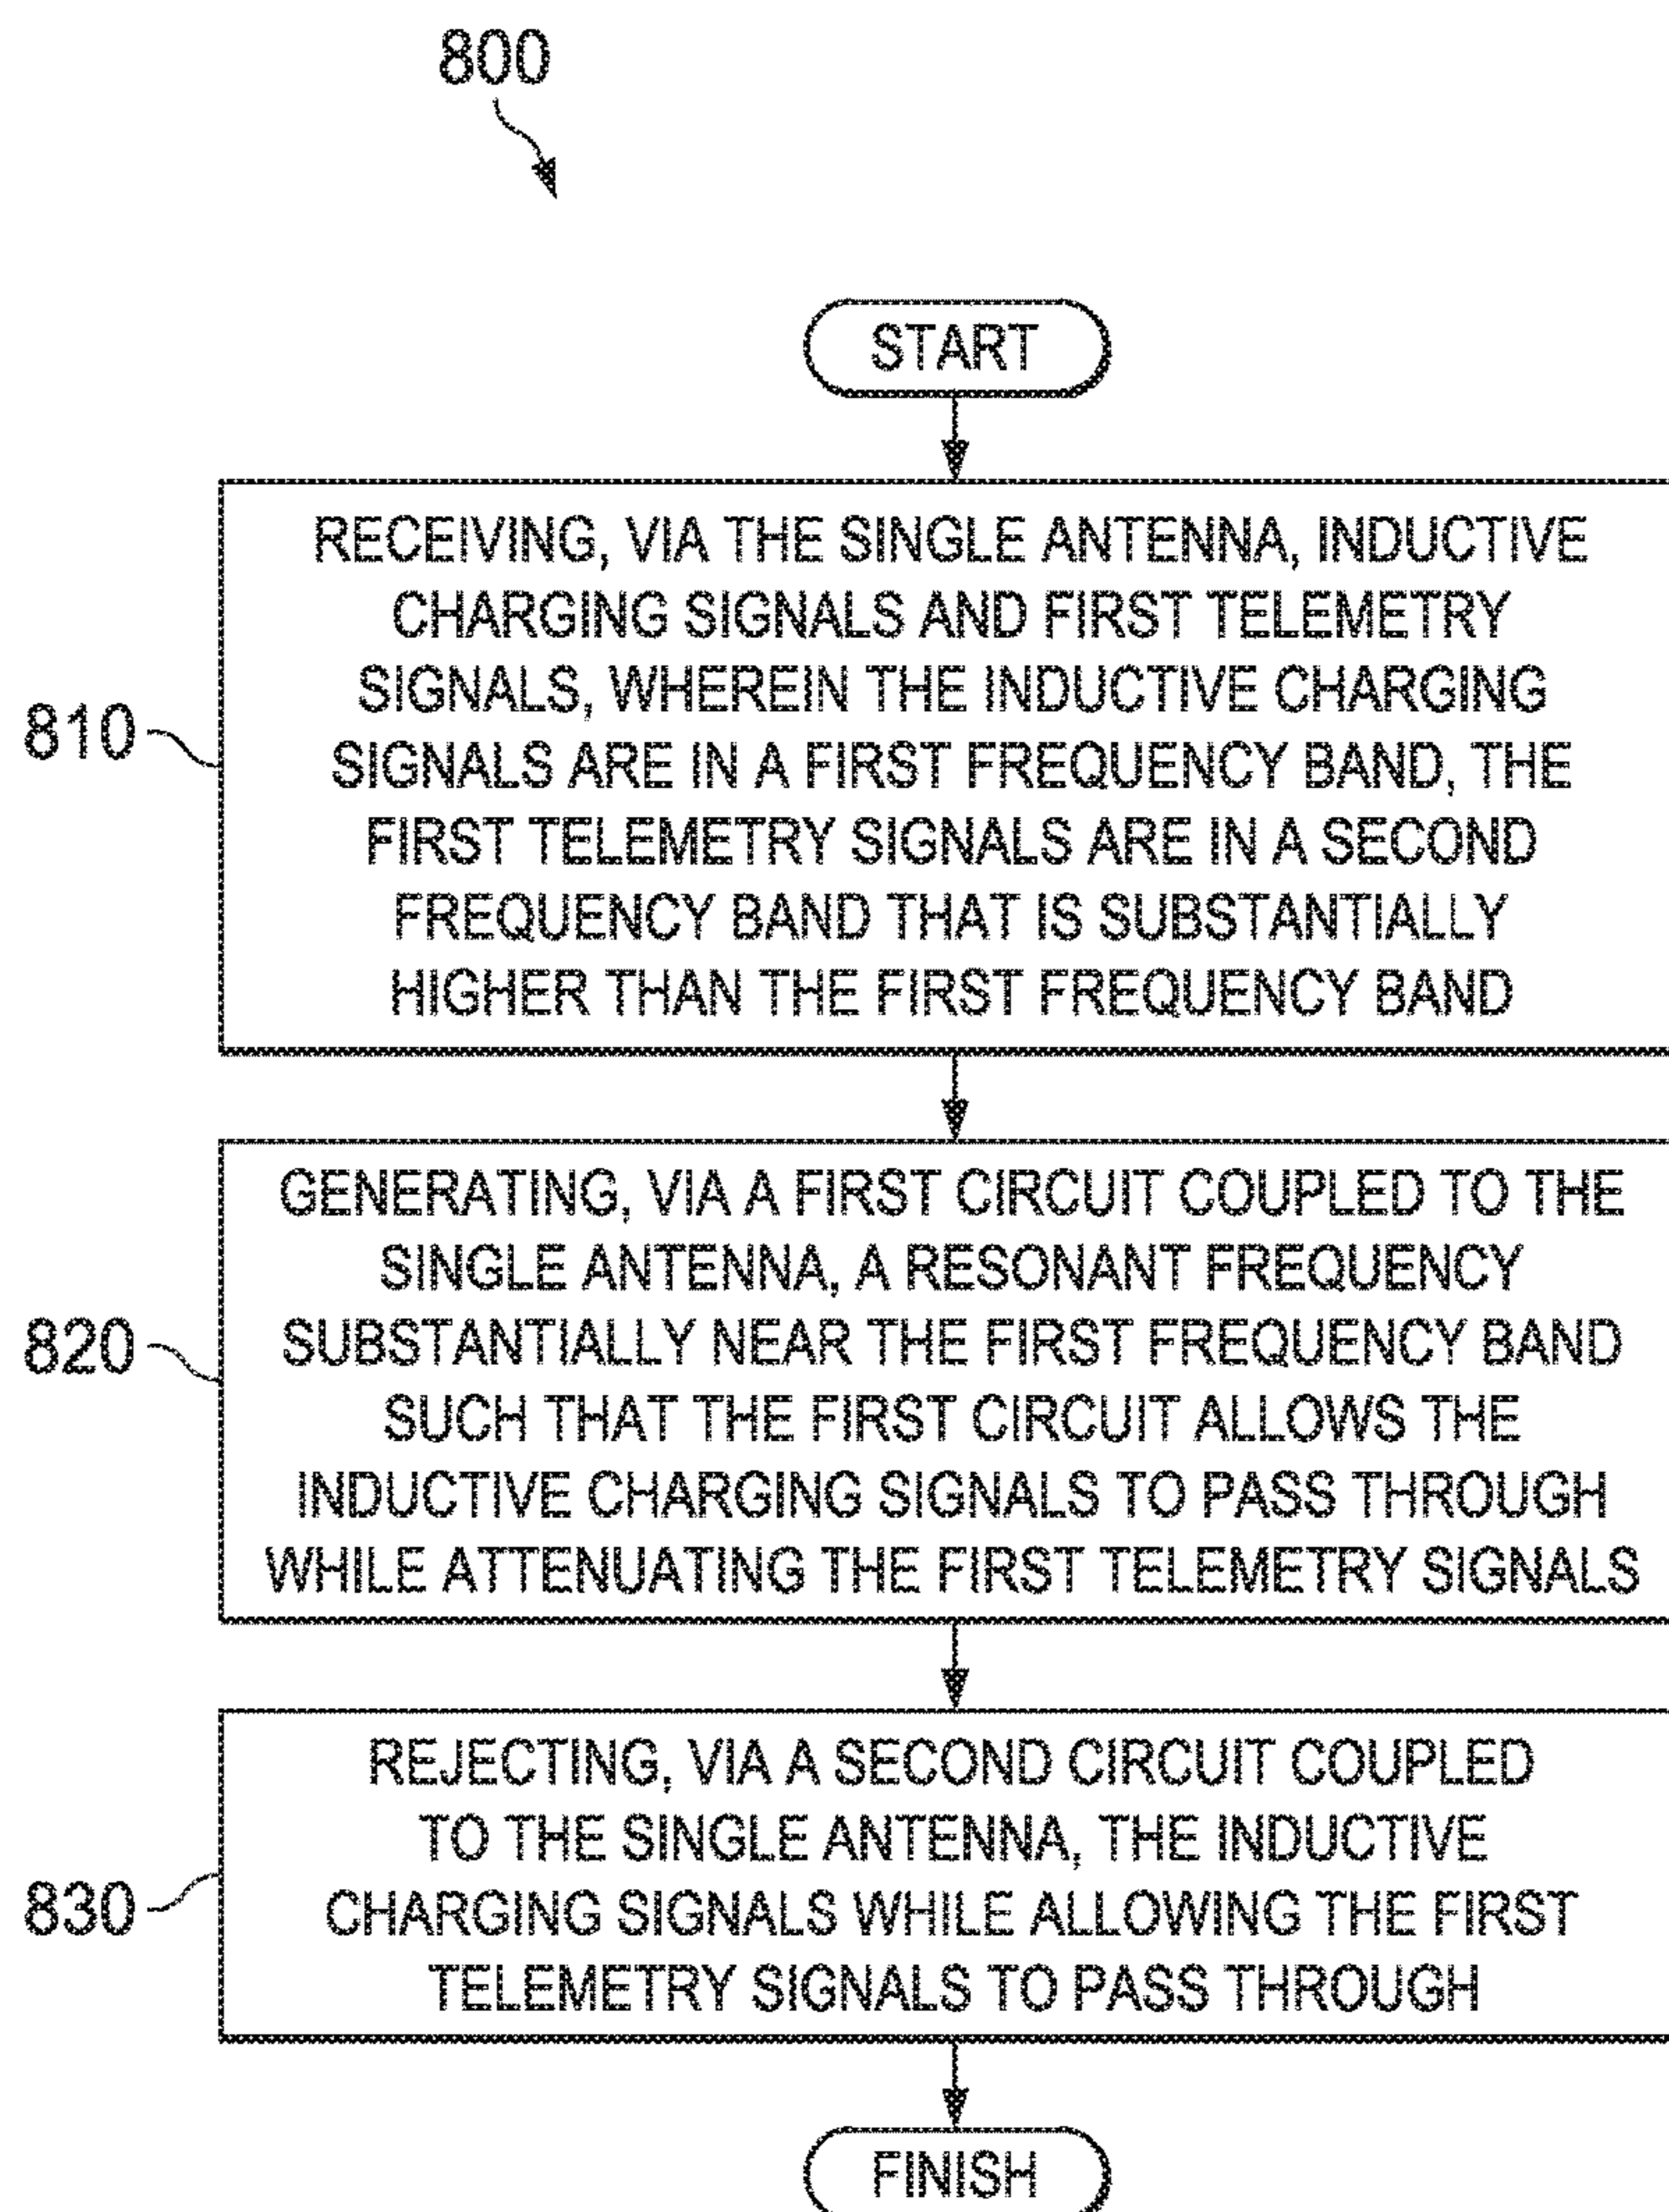 800
START
810
RECEIVING, VIA THE SINGLE ANTENNA, INDUCTIVE
CHARGING SIGNALS AND FIRST TELEMETRY
SIGNALS, WHEREIN THE INDUCTIVE CHARGING
SIGNALS ARE IN A FIRST FREQUENCY BAND, THE
FIRST TELEMETRY SIGNALS ARE IN A SECOND
FREQUENCY BAND THAT IS SUBSTANTIALLY
HIGHER THAN THE FIRST FREQUENCY BAND
820
GENERATING, VIA A FIRST CIRCUIT COUPLED TO THE
SINGLE ANTENNA, A RESONANT FREQUENCY
SUBSTANTIALLY NEAR THE FIRST FREQUENCY BAND
SUCH THAT THE FIRST CIRCUIT ALLOWS THE
INDUCTIVE CHARGING SIGNALS TO PASS THROUGH
WHILE ATTENUATING THE FIRST TELEMETRY SIGNALS
830
REJECTING, VIA A SECOND CIRCUIT COUPLED
TO THE SINGLE ANTENNA, THE INDUCTIVE
CHARGING SIGNALS WHILE ALLOWING THE FIRST
TELEMETRY SIGNALS TO PASS THROUGH
FINISH